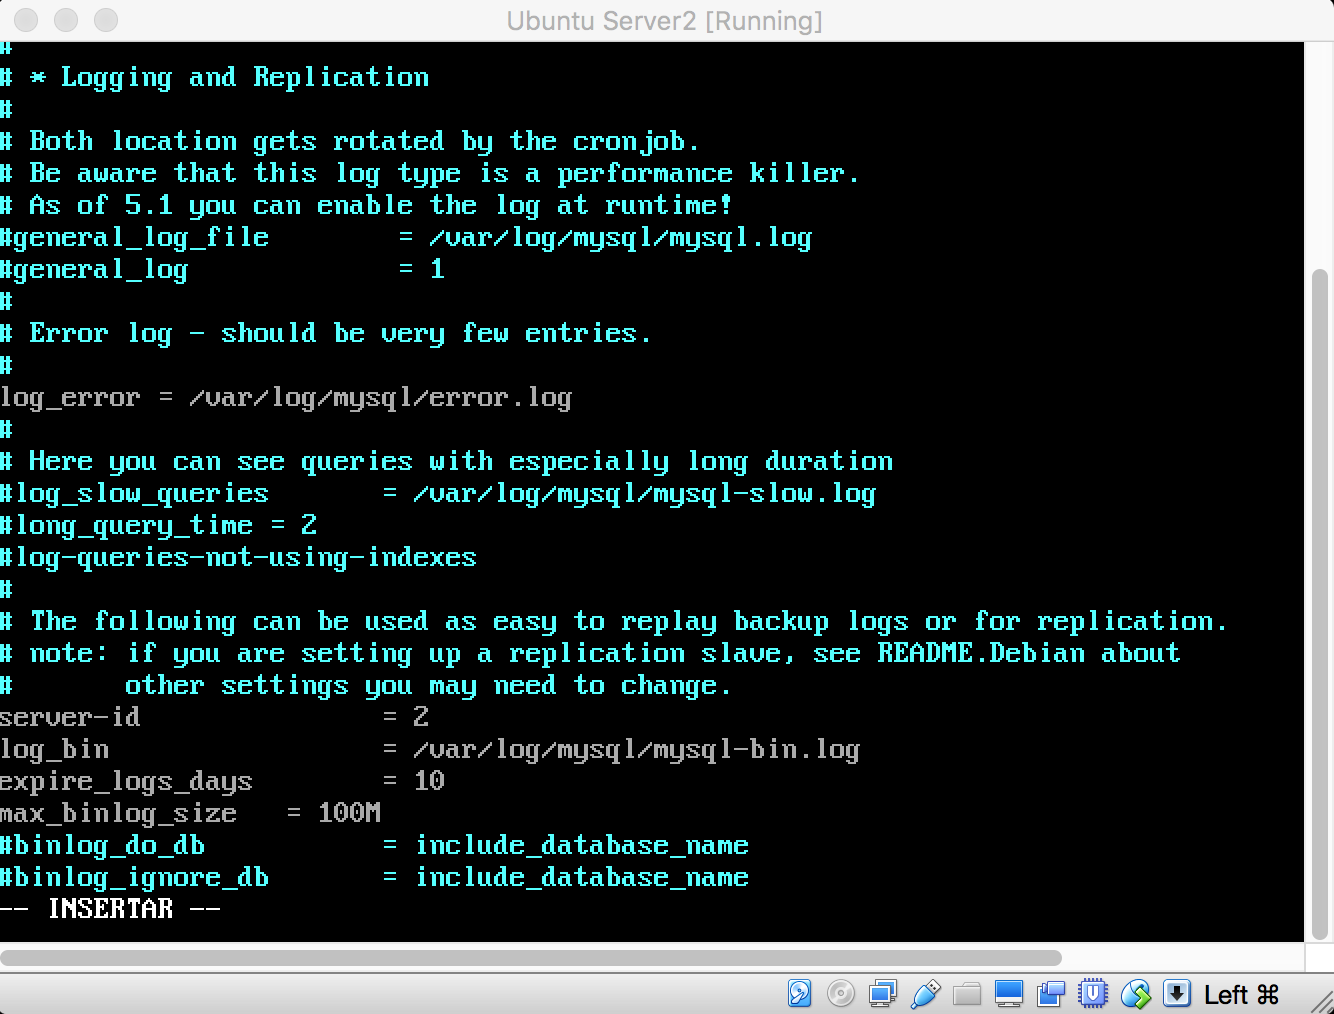 Ubuntu Server2 [Running]
#
# * Logging and Replication
#
# Both location gets rotated by the cronjob.
# Be aware that this log type is a performance killer.
# As of 5.1 you can enable the log at runtime!
#general_log_file        = /var/log/mysql/mysql.log
#general_log             = 1
#
# Error log - should be very few entries.
#
log_error = /var/log/mysql/error.log
#
# Here you can see queries with especially long duration
#log_slow_queries       = /var/log/mysql/mysql-slow.log
#long_query_time = 2
#log-queries-not-using-indexes
#
# The following can be used as easy to replay backup logs or for replication.
# note: if you are setting up a replication slave, see README.Debian about
#       other settings you may need to change.
server-id               = 2
log_bin                 = /var/log/mysql/mysql-bin.log
expire_logs_days        = 10
max_binlog_size   = 100M
#binlog_do_db           = include_database_name
#binlog_ignore_db       = include_database_name
-- INSERTAR --
Left ⌘